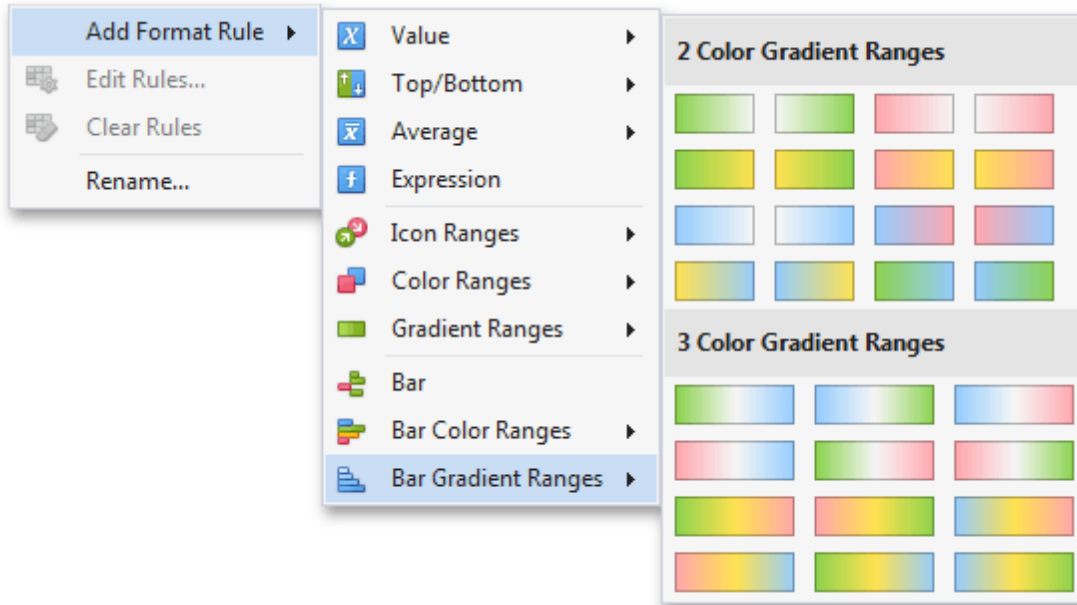 Add Format Rule
Edit Rules...
Clear Rules
Rename...
Value
Top/Bottom
Average
Expression
Icon Ranges
Color Ranges
Gradient Ranges
Bar
Bar Color Ranges
Bar Gradient Ranges
2 Color Gradient Ranges
3 Color Gradient Ranges